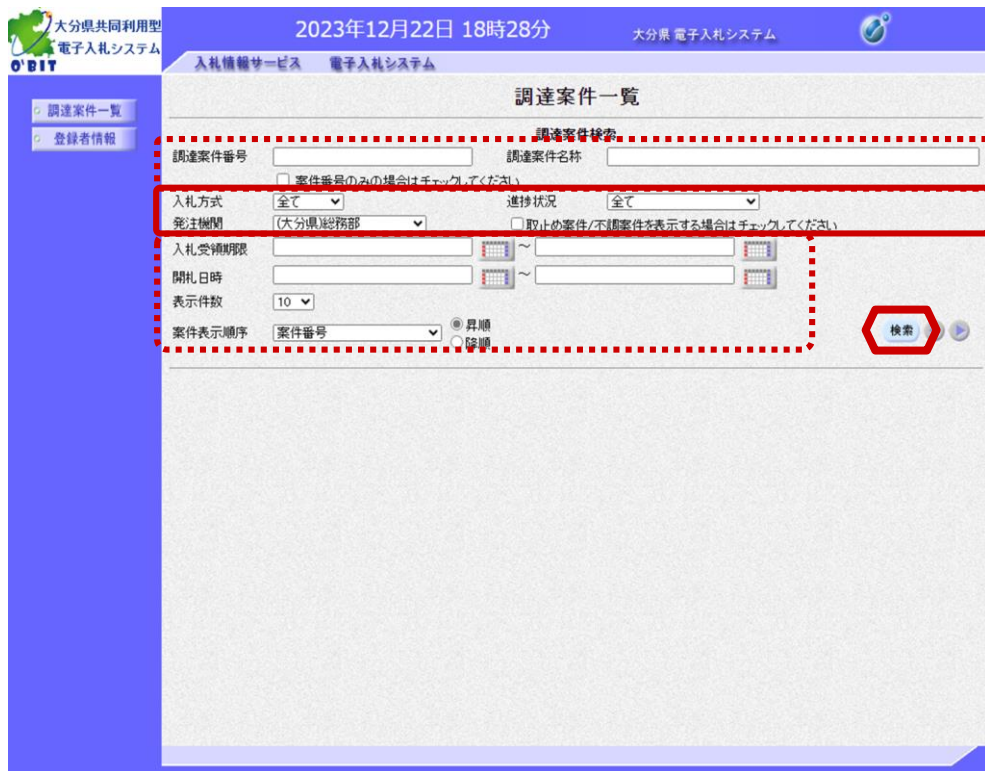 大分県共同利用型
電子入札システム
O'BIT
2023年12月22日 18時28分
大分県 電子入札システム
入札情報サービス 電子入札システム
調達案件一覧
登録者情報
調達案件一覧
調達案件検索
調達案件番号 調達案件名称
案件番号のみの場合はチェックしてください
入札方式 全て 進捗状況 全て
発注機関 (大分県)総務部 取止め案件/不調案件を表示する場合はチェックしてください
入札受領期限 ~
開札日時 ~
表示件数 10
案件表示順序 案件番号 昇順
降順
検索